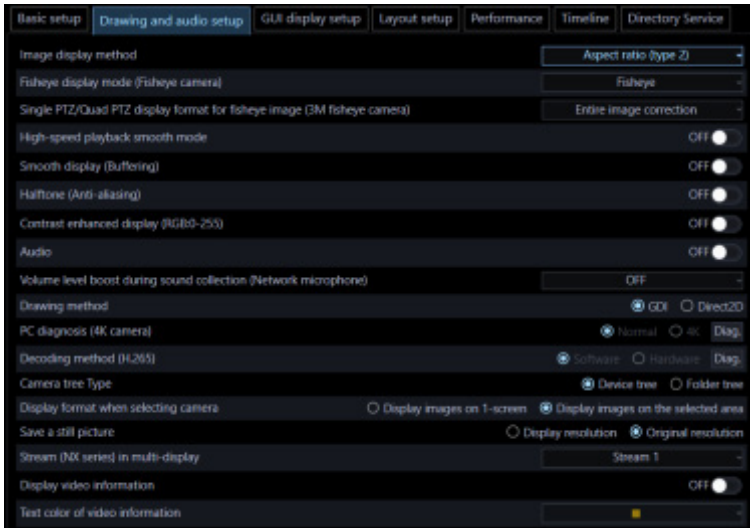 Basic setup Drawing and audio setup GUI display setup Layout setup Performance Timeline Directory Service
Image display method Aspect ratio (type 2)
Fisheye display mode (Fisheye camera) Fisheye
Single PTZ/Quad PTZ display format for fisheye image (3M fisheye camera) Entire image correction
High-speed playback smooth mode OFF
Smooth display (Buffering) OFF
Halftone (Anti-aliasing) OFF
Contrast enhanced display (RGB:0-255) OFF
Audio OFF
Volume level boost during sound collection (Network microphone) OFF
Drawing method GDI Direct2D
PC diagnosis (4K camera) Normal 4K Diag.
Decoding method (H.265) Software Hardware Diag.
Camera tree Type Device tree Folder tree
Display format when selecting camera Display images on 1-screen Display images on the selected area
Save a still picture Display resolution Original resolution
Stream (NX series) in multi-display Stream 1
Display video information OFF
Text color of video information